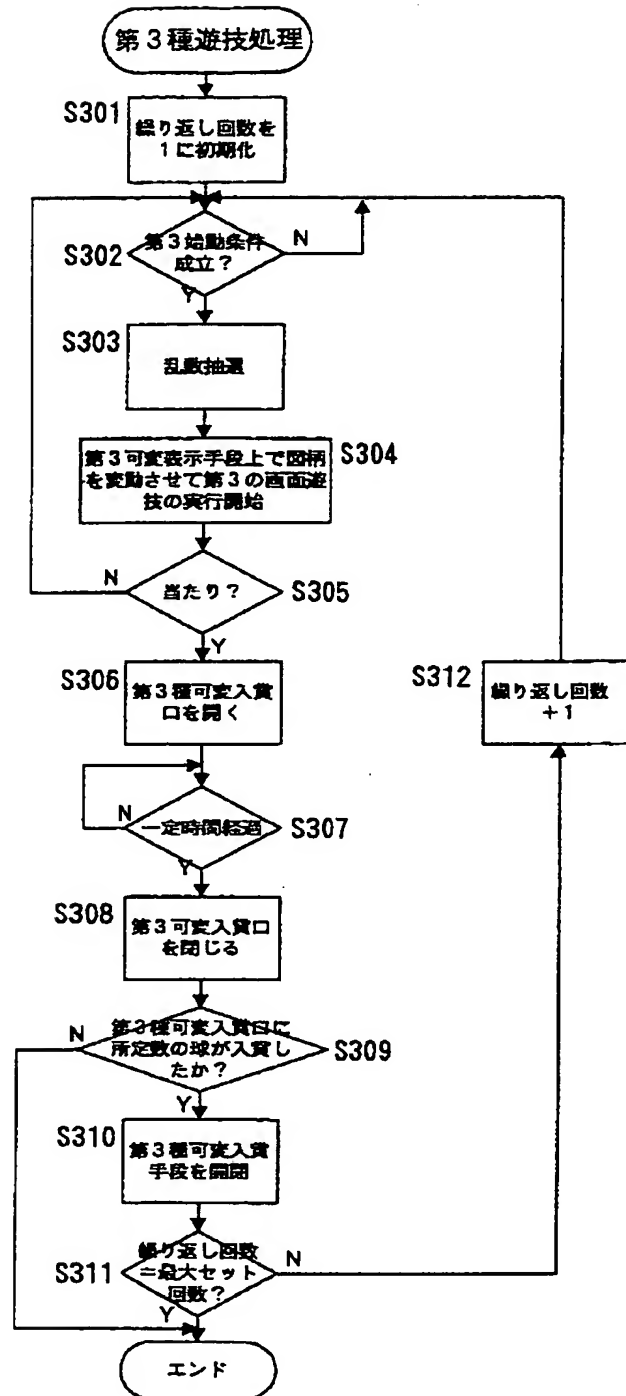 第3種遊技処理
S301
繰り返し回数を
1に初期化
S302
第3始動条件
成立?
N
Y
S303
乱数抽選
第3可変表示手段上で図柄
を変動させて第3の画面遊
技の実行開始
S304
N
当たり?
S305
Y
S306
第3種可変入賞
口を開く
S312
繰り返し回数
+1
N
一定時間経過
S307
Y
S308
第3可変入賞口
を閉じる
N
第3種可変入賞口に
所定数の球が入賞し
たか?
S309
Y
S310
第3種可変入賞
手段を開閉
S311
繰り返し回数
=最大セット
回数?
N
Y
エンド